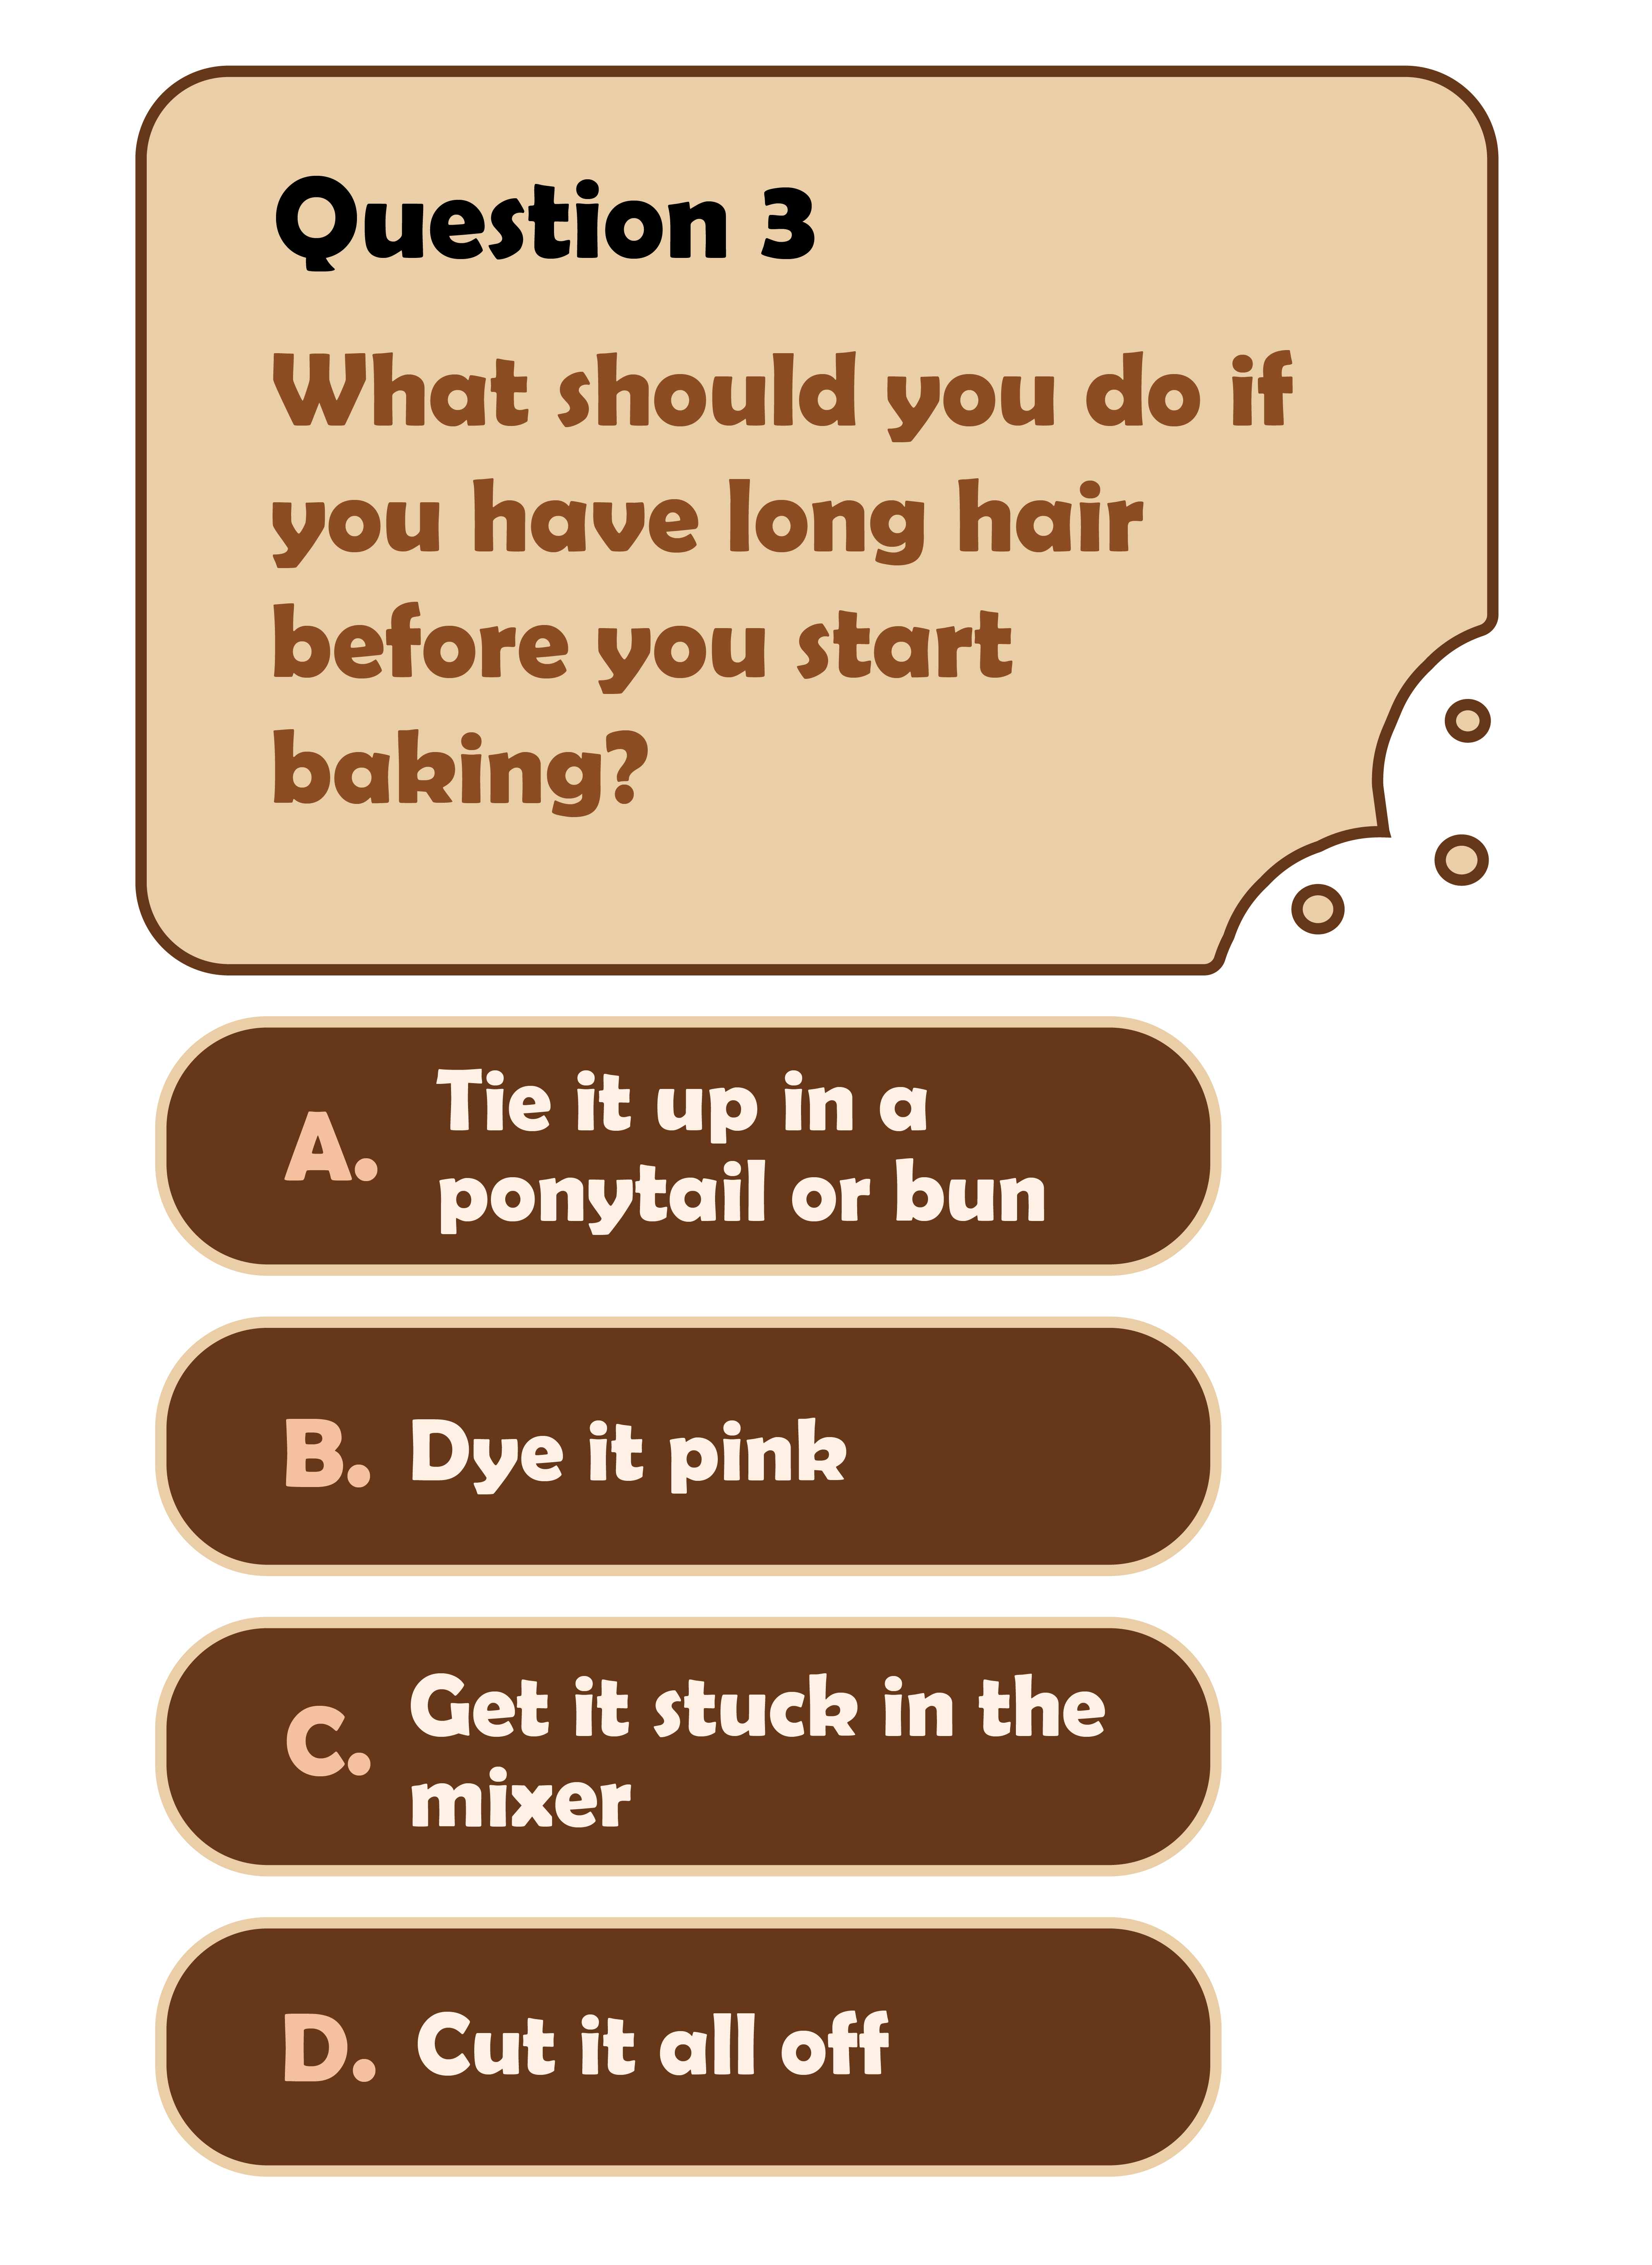 Question 3
What should you do if
you have long hair
before you start
baking?
A. Tie it up in a
ponytail or bun
B. Dye it pink
C. Get it stuck in the
mixer
D. Cut it all off